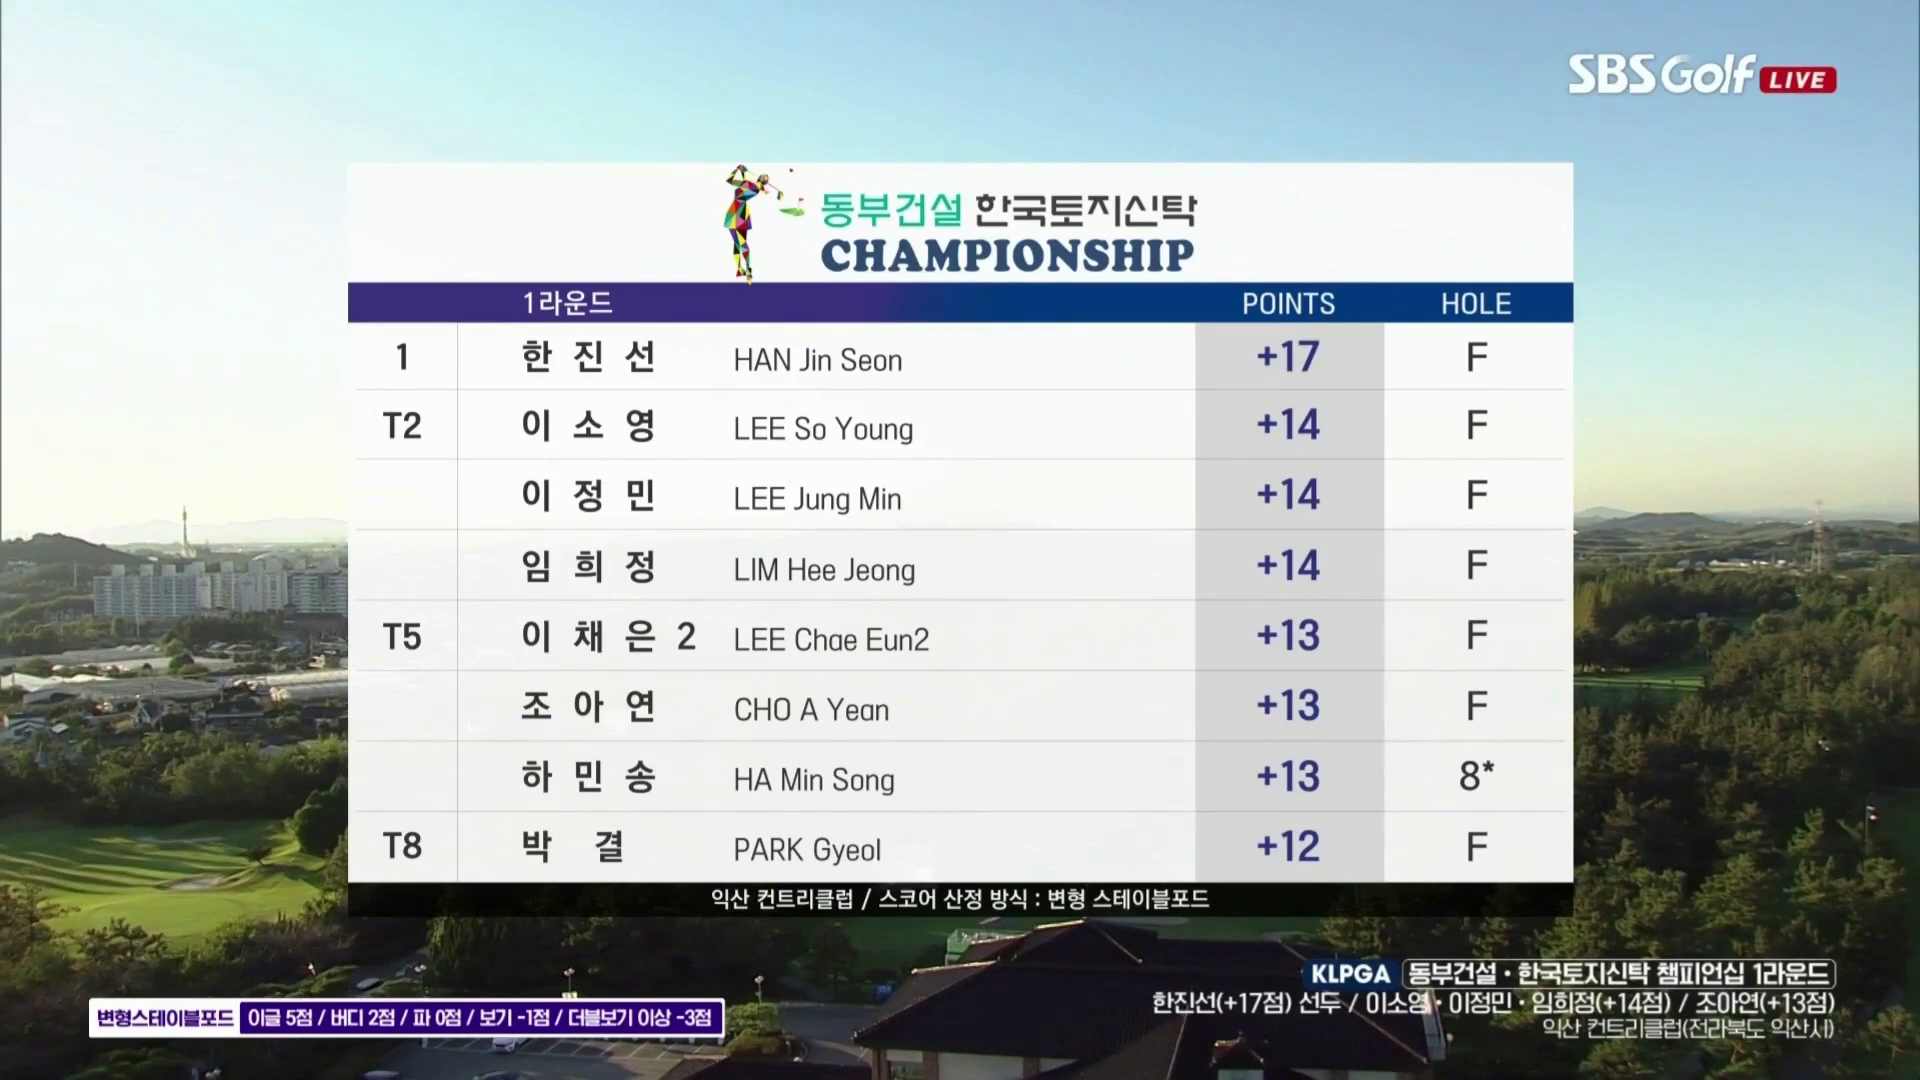 SBS Golf LIVE
동부건설 한국토지신탁
CHAMPIONSHIP
1라운드 POINTS HOLE
1 한진선 HAN Jin Seon +17 F
T2 이소영 LEE So Young +14 F
이정민 LEE Jung Min +14 F
임희정 LIM Hee Jeong +14 F
T5 이채은2 LEE Chae Eun2 +13 F
조아연 CHO A Yean +13 F
하민송 HA Min Song +13 8*
T8 박결 PARK Gyeol +12 F
익산 컨트리클럽 / 스코어 산정 방식 : 변형 스테이블포드
KLPGA 동부건설·한국토지신탁 챔피언십 1라운드
한진선(+17점) 선두 / 이소영·이정민·임희정(+14점) / 조아연(+13점)
익산 컨트리클럽(전라북도 익산시)
변형스테이블포드 이글 5점 / 버디 2점 / 파 0점 / 보기 -1점 / 더블보기 이상 -3점